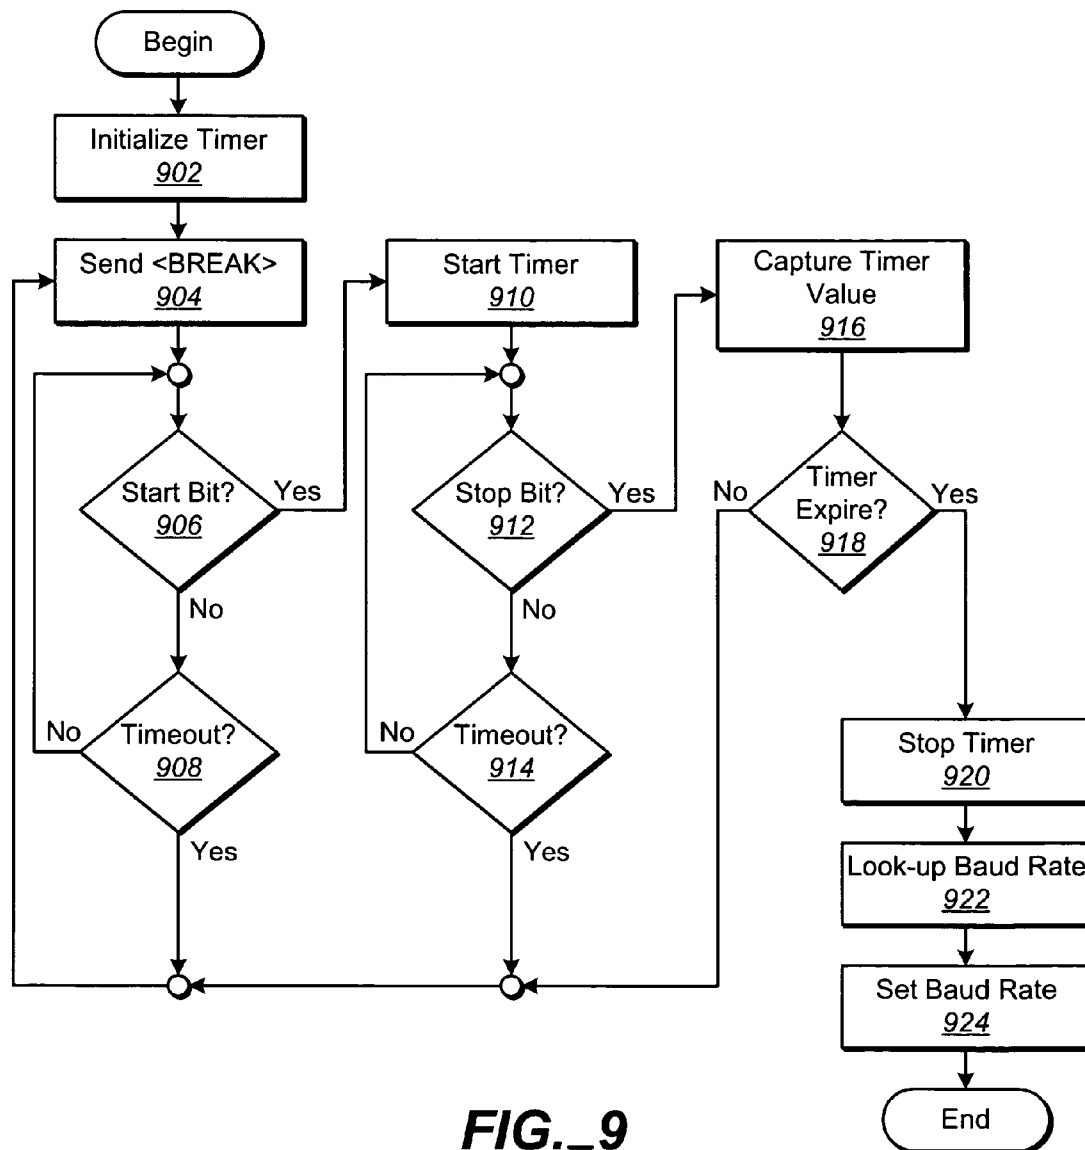 Begin
Initialize Timer
902
Send <BREAK>
904
Start Timer
910
Capture Timer
Value
916
Start Bit?
906
Yes
No
Stop Bit?
912
Yes
No
Timer
Expire?
918
No
Yes
Timeout?
908
No
Yes
Timeout?
914
No
Yes
Stop Timer
920
Look-up Baud Rate
922
Set Baud Rate
924
End
FIG._9